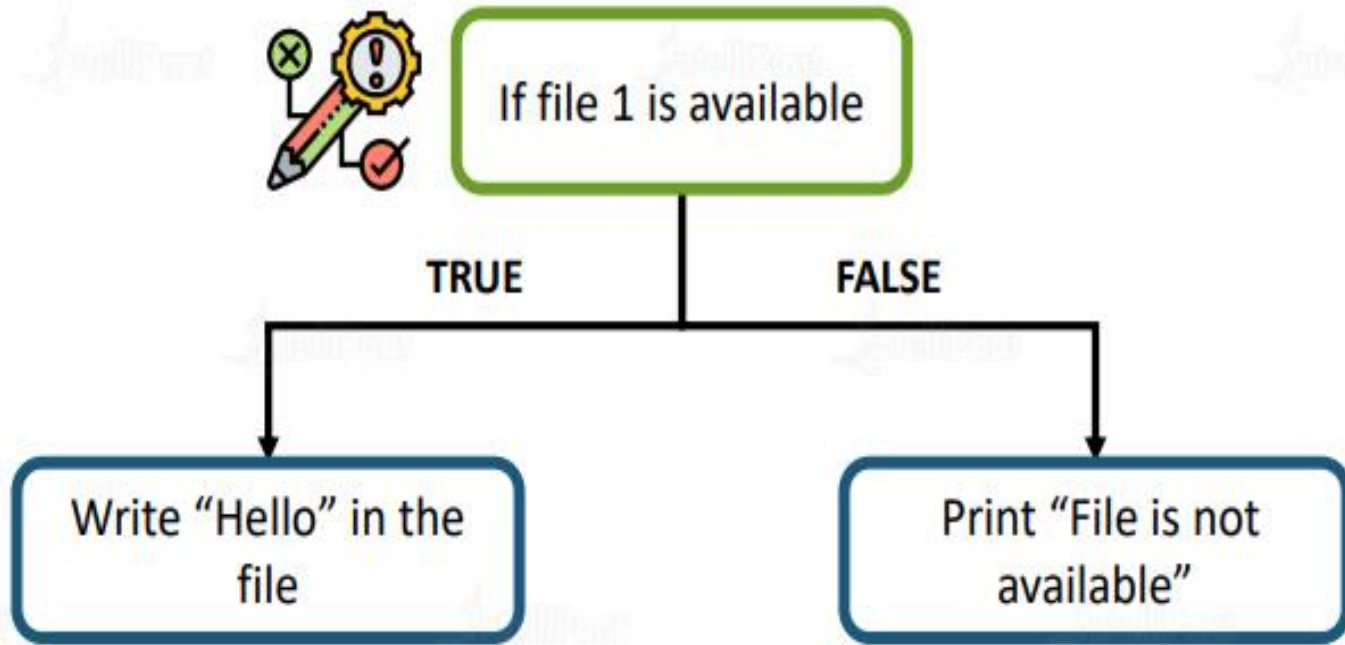 If file 1 is available
TRUE
FALSE
Write “Hello” in the
file
Print “File is not
available”